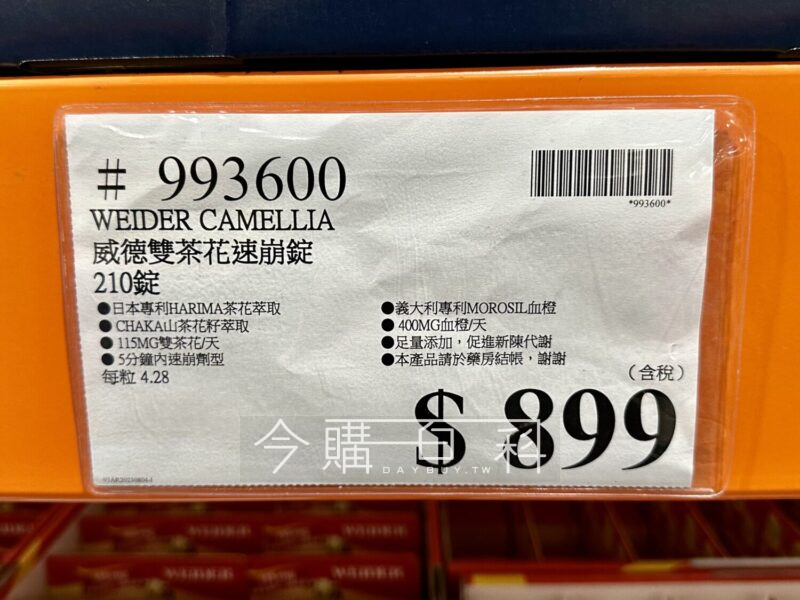 # 993600
*993600*
WEIDER CAMELLIA
威德雙茶花速崩錠
210錠
●日本專利HARIMA茶花萃取
●CHAKA山茶花籽萃取
●115MG雙茶花/天
●5分鐘內速崩劑型
每粒 4.28
●義大利專利MOROSIL血橙
●400MG血橙/天
●足量添加，促進新陳代謝
●本產品請於藥房結帳，謝謝
（含稅）
$ 899
今購百科
DAYBUY.TW
WEIDER
WEIDER